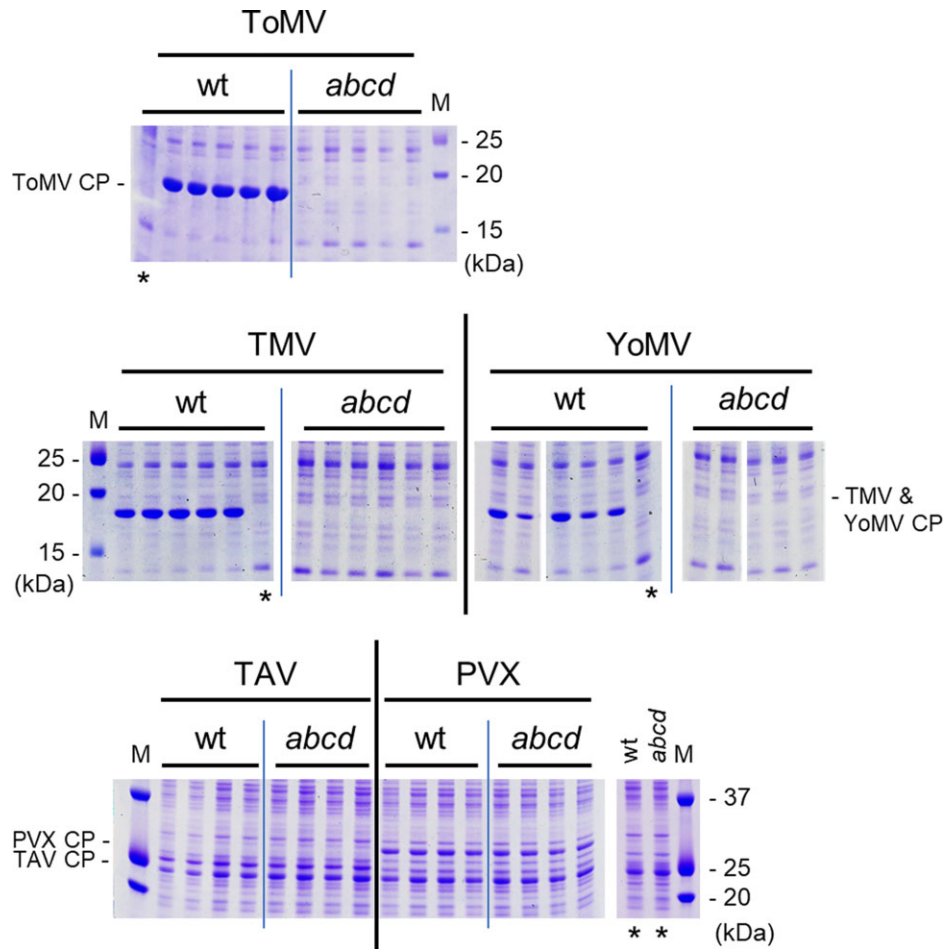 ToMV
wt abcd M
ToMV CP - - 25
- 20
- 15
(kDa)
*
TMV YoMV
wt abcd wt abcd
M
25 -
20 -
15 -
(kDa)
- TMV &
YoMV CP
* *
TAV PVX
wt abcd wt abcd wt abcd
M M
PVX CP -
TAV CP -
- 37
- 25
- 20
* * (kDa)